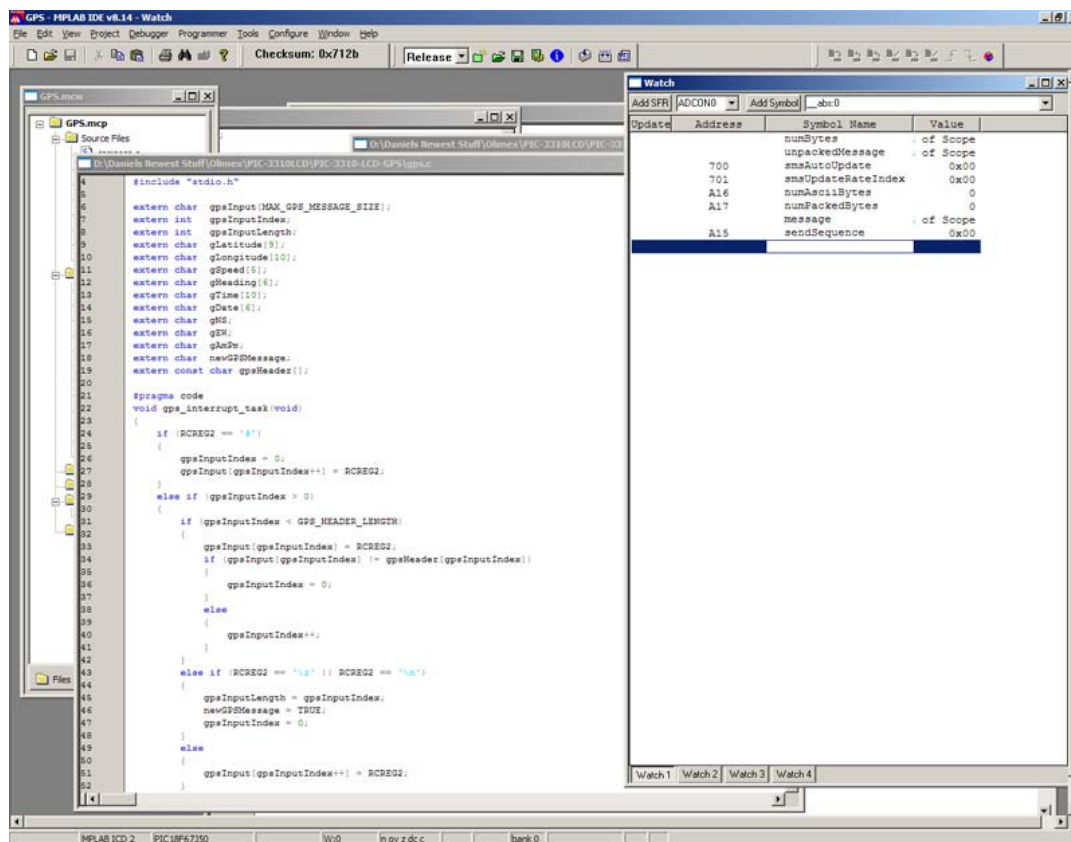 GPS - MPLAB IDE v8.14 - Watch
File Edit View Project Debugger Programmer Tools Configure Window Help
Checksum: 0x712b
Release
GPS.mcw
GPS.mcp
Source Files
D:\Daniels Newest Stuff\Olimex\PIC-3310LCD\PIC-33
D:\Daniels Newest Stuff\Olimex\PIC-3310LCD\PIC-3310-LCD-GPS\gps.c
4 #include "stdio.h"
5
6 extern char gpsInput[MAX_GPS_MESSAGE_SIZE];
7 extern int gpsInputIndex;
8 extern int gpsInputLength;
9 extern char gLatitude[9];
10 extern char gLongitude[10];
11 extern char gSpeed[5];
12 extern char gHeading[6];
13 extern char gTime[10];
14 extern char gDate[6];
15 extern char gNS;
16 extern char gEW;
17 extern char gAmPm;
18 extern char newGPSMessage;
19 extern const char gpsHeader[];
20
21 #pragma code
22 void gps_interrupt_task(void)
23 {
24 if (RCREG2 == '$')
25 {
26 gpsInputIndex = 0;
27 gpsInput[gpsInputIndex++] = RCREG2;
28 }
29 else if (gpsInputIndex > 0)
30 {
31 if (gpsInputIndex < GPS_HEADER_LENGTH)
32 {
33 gpsInput[gpsInputIndex] = RCREG2;
34 if (gpsInput[gpsInputIndex] != gpsHeader[gpsInputIndex])
35 {
36 gpsInputIndex = 0;
37 }
38 else
39 {
40 gpsInputIndex++;
41 }
42 }
43 else if (RCREG2 == '\r' || RCREG2 == '\n')
44 {
45 gpsInputLength = gpsInputIndex;
46 newGPSMessage = TRUE;
47 gpsInputIndex = 0;
48 }
49 else
50 {
51 gpsInput[gpsInputIndex++] = RCREG2;
52 }
Files
Watch
Add SFR ADCON0 Add Symbol __abs:0
Update Address Symbol Name Value
numBytes of Scope
unpackedMessage of Scope
700 smsAutoUpdate 0x00
701 smsUpdateRateIndex 0x00
A16 numAsciiBytes 0
A17 numPackedBytes 0
message of Scope
A15 sendSequence 0x00
Watch 1 Watch 2 Watch 3 Watch 4
MPLAB ICD 2 PIC18F67J50 W:0 n ov z dc c bank 0